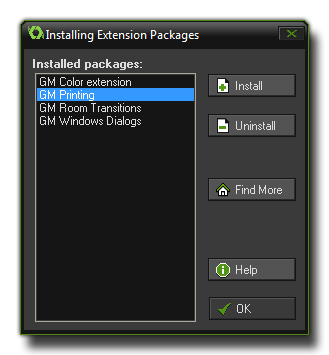 Installing Extension Packages
Installed packages:
GM Color extension
GM Printing
GM Room Transitions
GM Windows Dialogs
Install
Uninstall
Find More
Help
OK